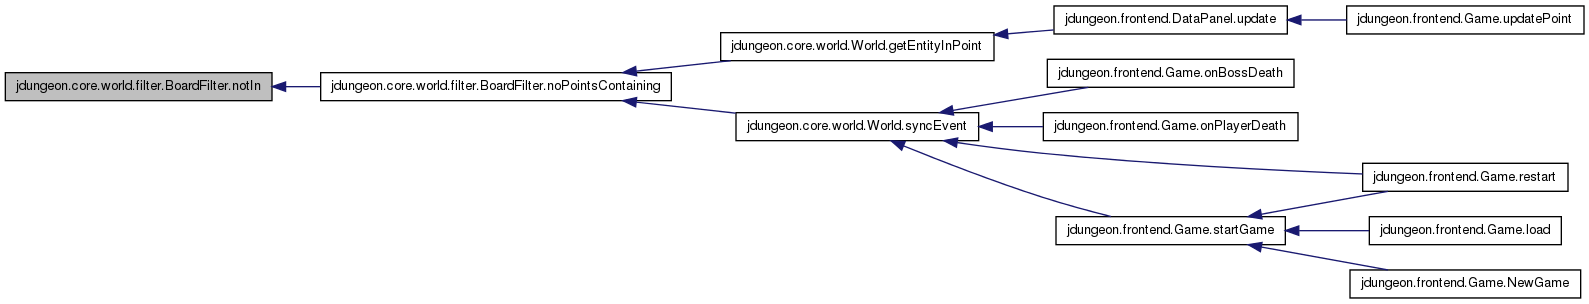 jdungeon.frontend.DataPanel.update
jdungeon.frontend.Game.updatePoint
jdungeon.core.world.World.getEntityInPoint
jdungeon.frontend.Game.onBossDeath
jdungeon.core.world.filter.BoardFilter.notIn
jdungeon.core.world.filter.BoardFilter.noPointsContaining
jdungeon.core.world.World.syncEvent
jdungeon.frontend.Game.onPlayerDeath
jdungeon.frontend.Game.restart
jdungeon.frontend.Game.startGame
jdungeon.frontend.Game.load
jdungeon.frontend.Game.NewGame